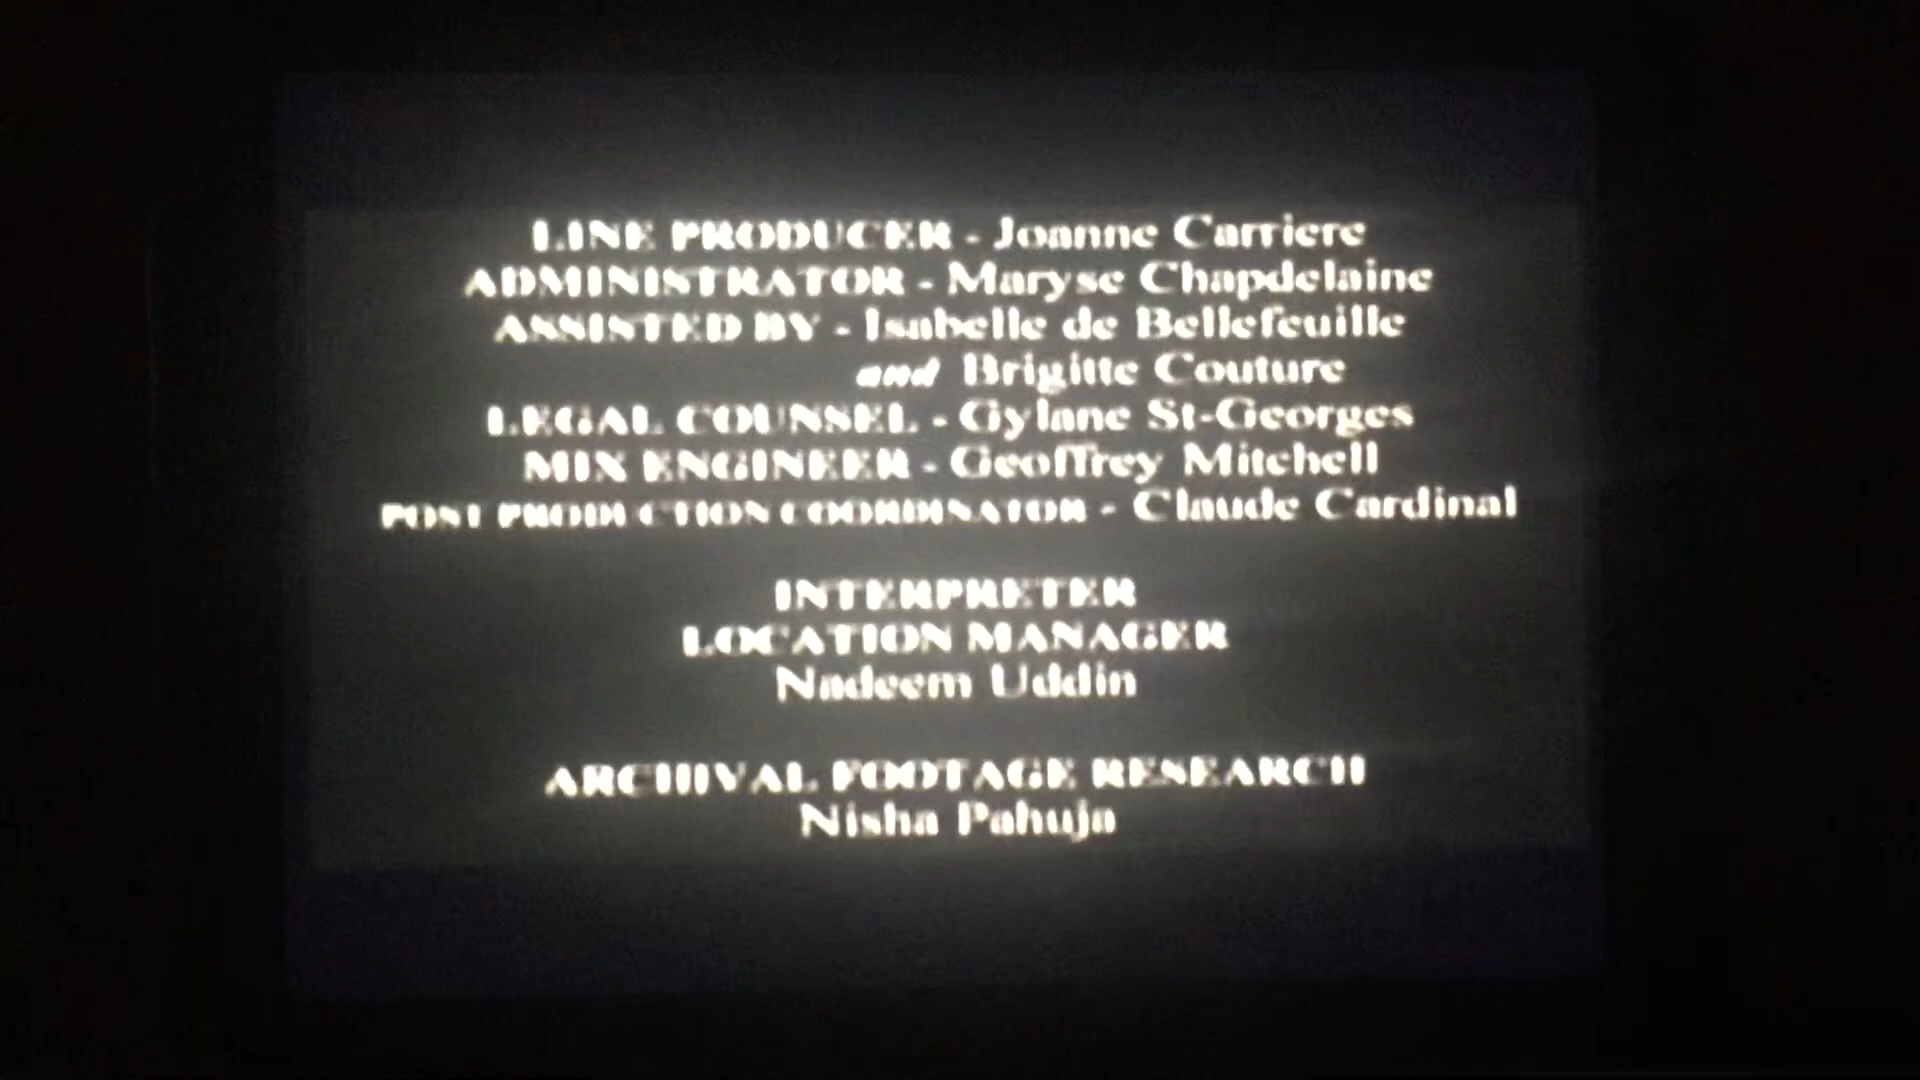 LINE PRODUCER - Joanne Carriere
ADMINISTRATOR - Maryse Chapdelaine
ASSISTED BY - Isabelle de Bellefeuille
and Brigitte Couture
LEGAL COUNSEL - Gylane St-Georges
MIX ENGINEER - Geoffrey Mitchell
POST PRODUCTION COORDINATOR - Claude Cardinal
INTERPRETER
LOCATION MANAGER
Nadeem Uddin
ARCHIVAL FOOTAGE RESEARCH
Nisha Pahuja